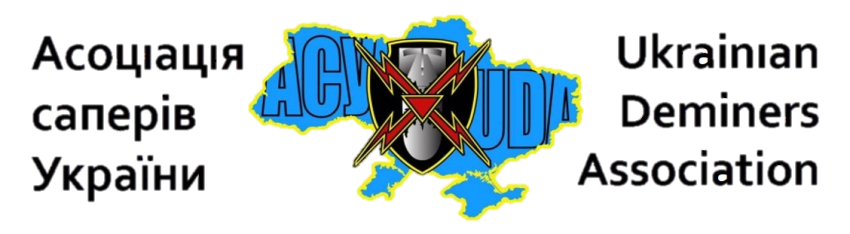 Асоціація
саперів
України
АСУ UDA
Ukrainian
Deminers
Association